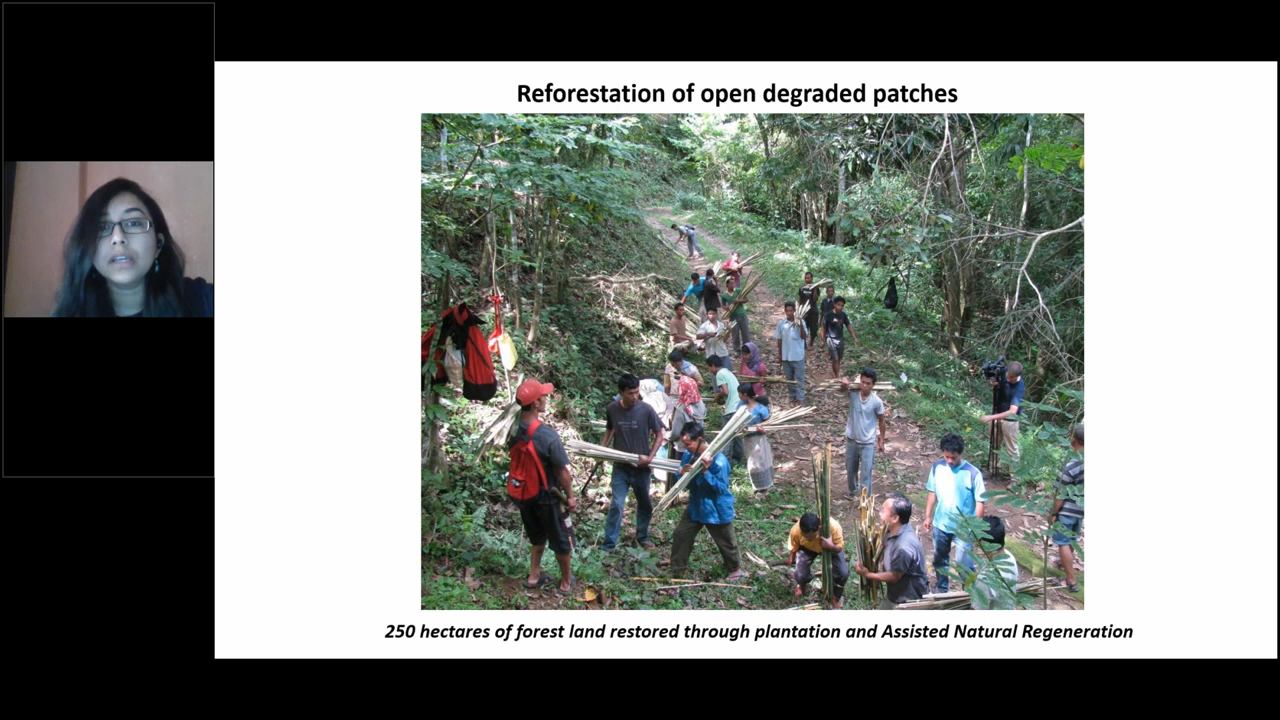 Reforestation of open degraded patches
250 hectares of forest land restored through plantation and Assisted Natural Regeneration